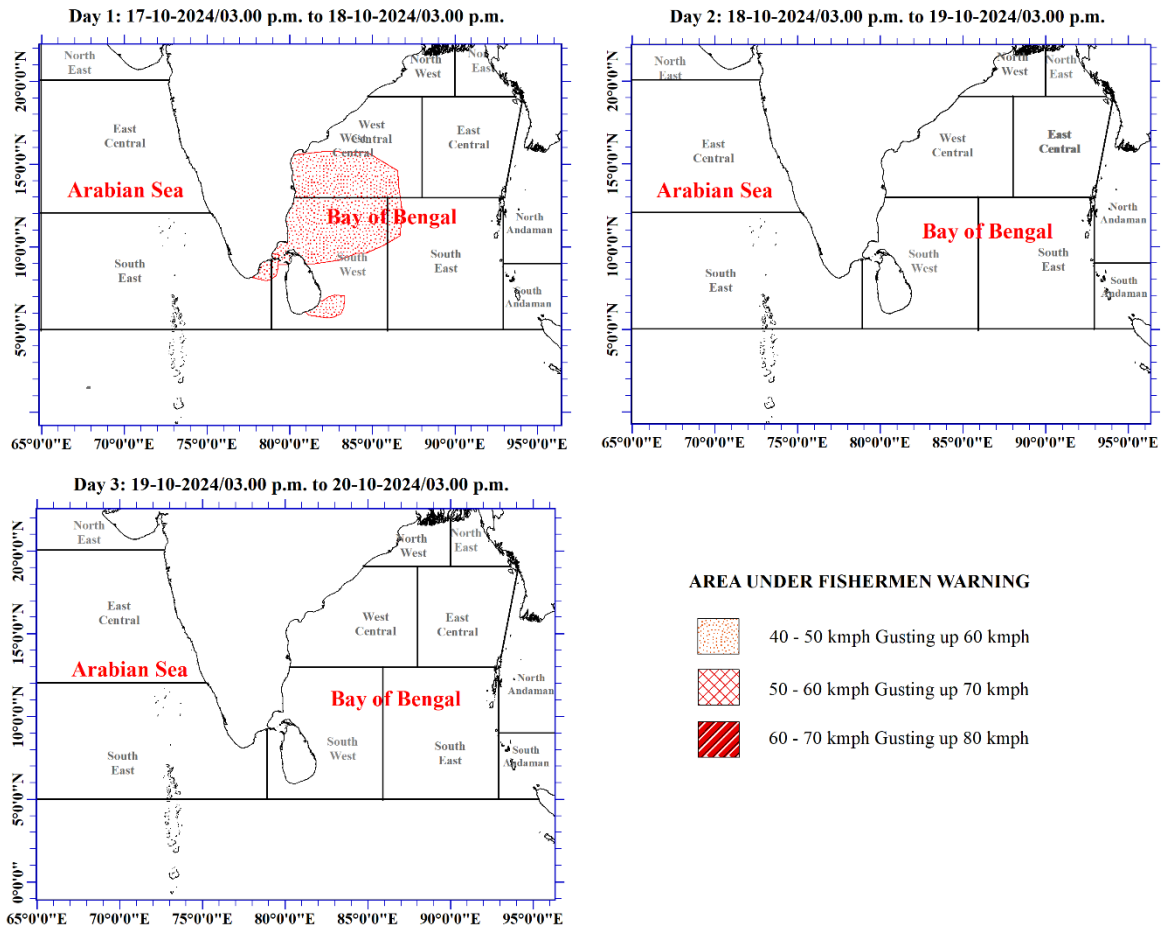 Day 1: 17-10-2024/03.00 p.m. to 18-10-2024/03.00 p.m.
North
East
North
West
North
East
East
Central
West
Central
West
Central
East
Central
Arabian Sea
Bay of Bengal
North
Andaman
South
East
South
West
South
East
South
Andaman
20°0'0"N
15°0'0"N
10°0'0"N
5°0'0"N
65°0'0"E 70°0'0"E 75°0'0"E 80°0'0"E 85°0'0"E 90°0'0"E 95°0'0"E
Day 2: 18-10-2024/03.00 p.m. to 19-10-2024/03.00 p.m.
North
East
North
West
North
East
East
Central
West
Central
East
Central
Arabian Sea
Bay of Bengal
North
Andaman
South
East
South
West
South
East
South
Andaman
20°0'0"N
15°0'0"N
10°0'0"N
5°0'0"N
65°0'0"E 70°0'0"E 75°0'0"E 80°0'0"E 85°0'0"E 90°0'0"E 95°0'0"E
Day 3: 19-10-2024/03.00 p.m. to 20-10-2024/03.00 p.m.
North
East
North
West
North
East
East
Central
West
Central
East
Central
Arabian Sea
Bay of Bengal
North
Andaman
South
East
South
West
South
East
South
Andaman
20°0'0"N
15°0'0"N
10°0'0"N
5°0'0"N
0°0'0"
65°0'0"E 70°0'0"E 75°0'0"E 80°0'0"E 85°0'0"E 90°0'0"E 95°0'0"E
AREA UNDER FISHERMEN WARNING
40 - 50 kmph Gusting up 60 kmph
50 - 60 kmph Gusting up 70 kmph
60 - 70 kmph Gusting up 80 kmph